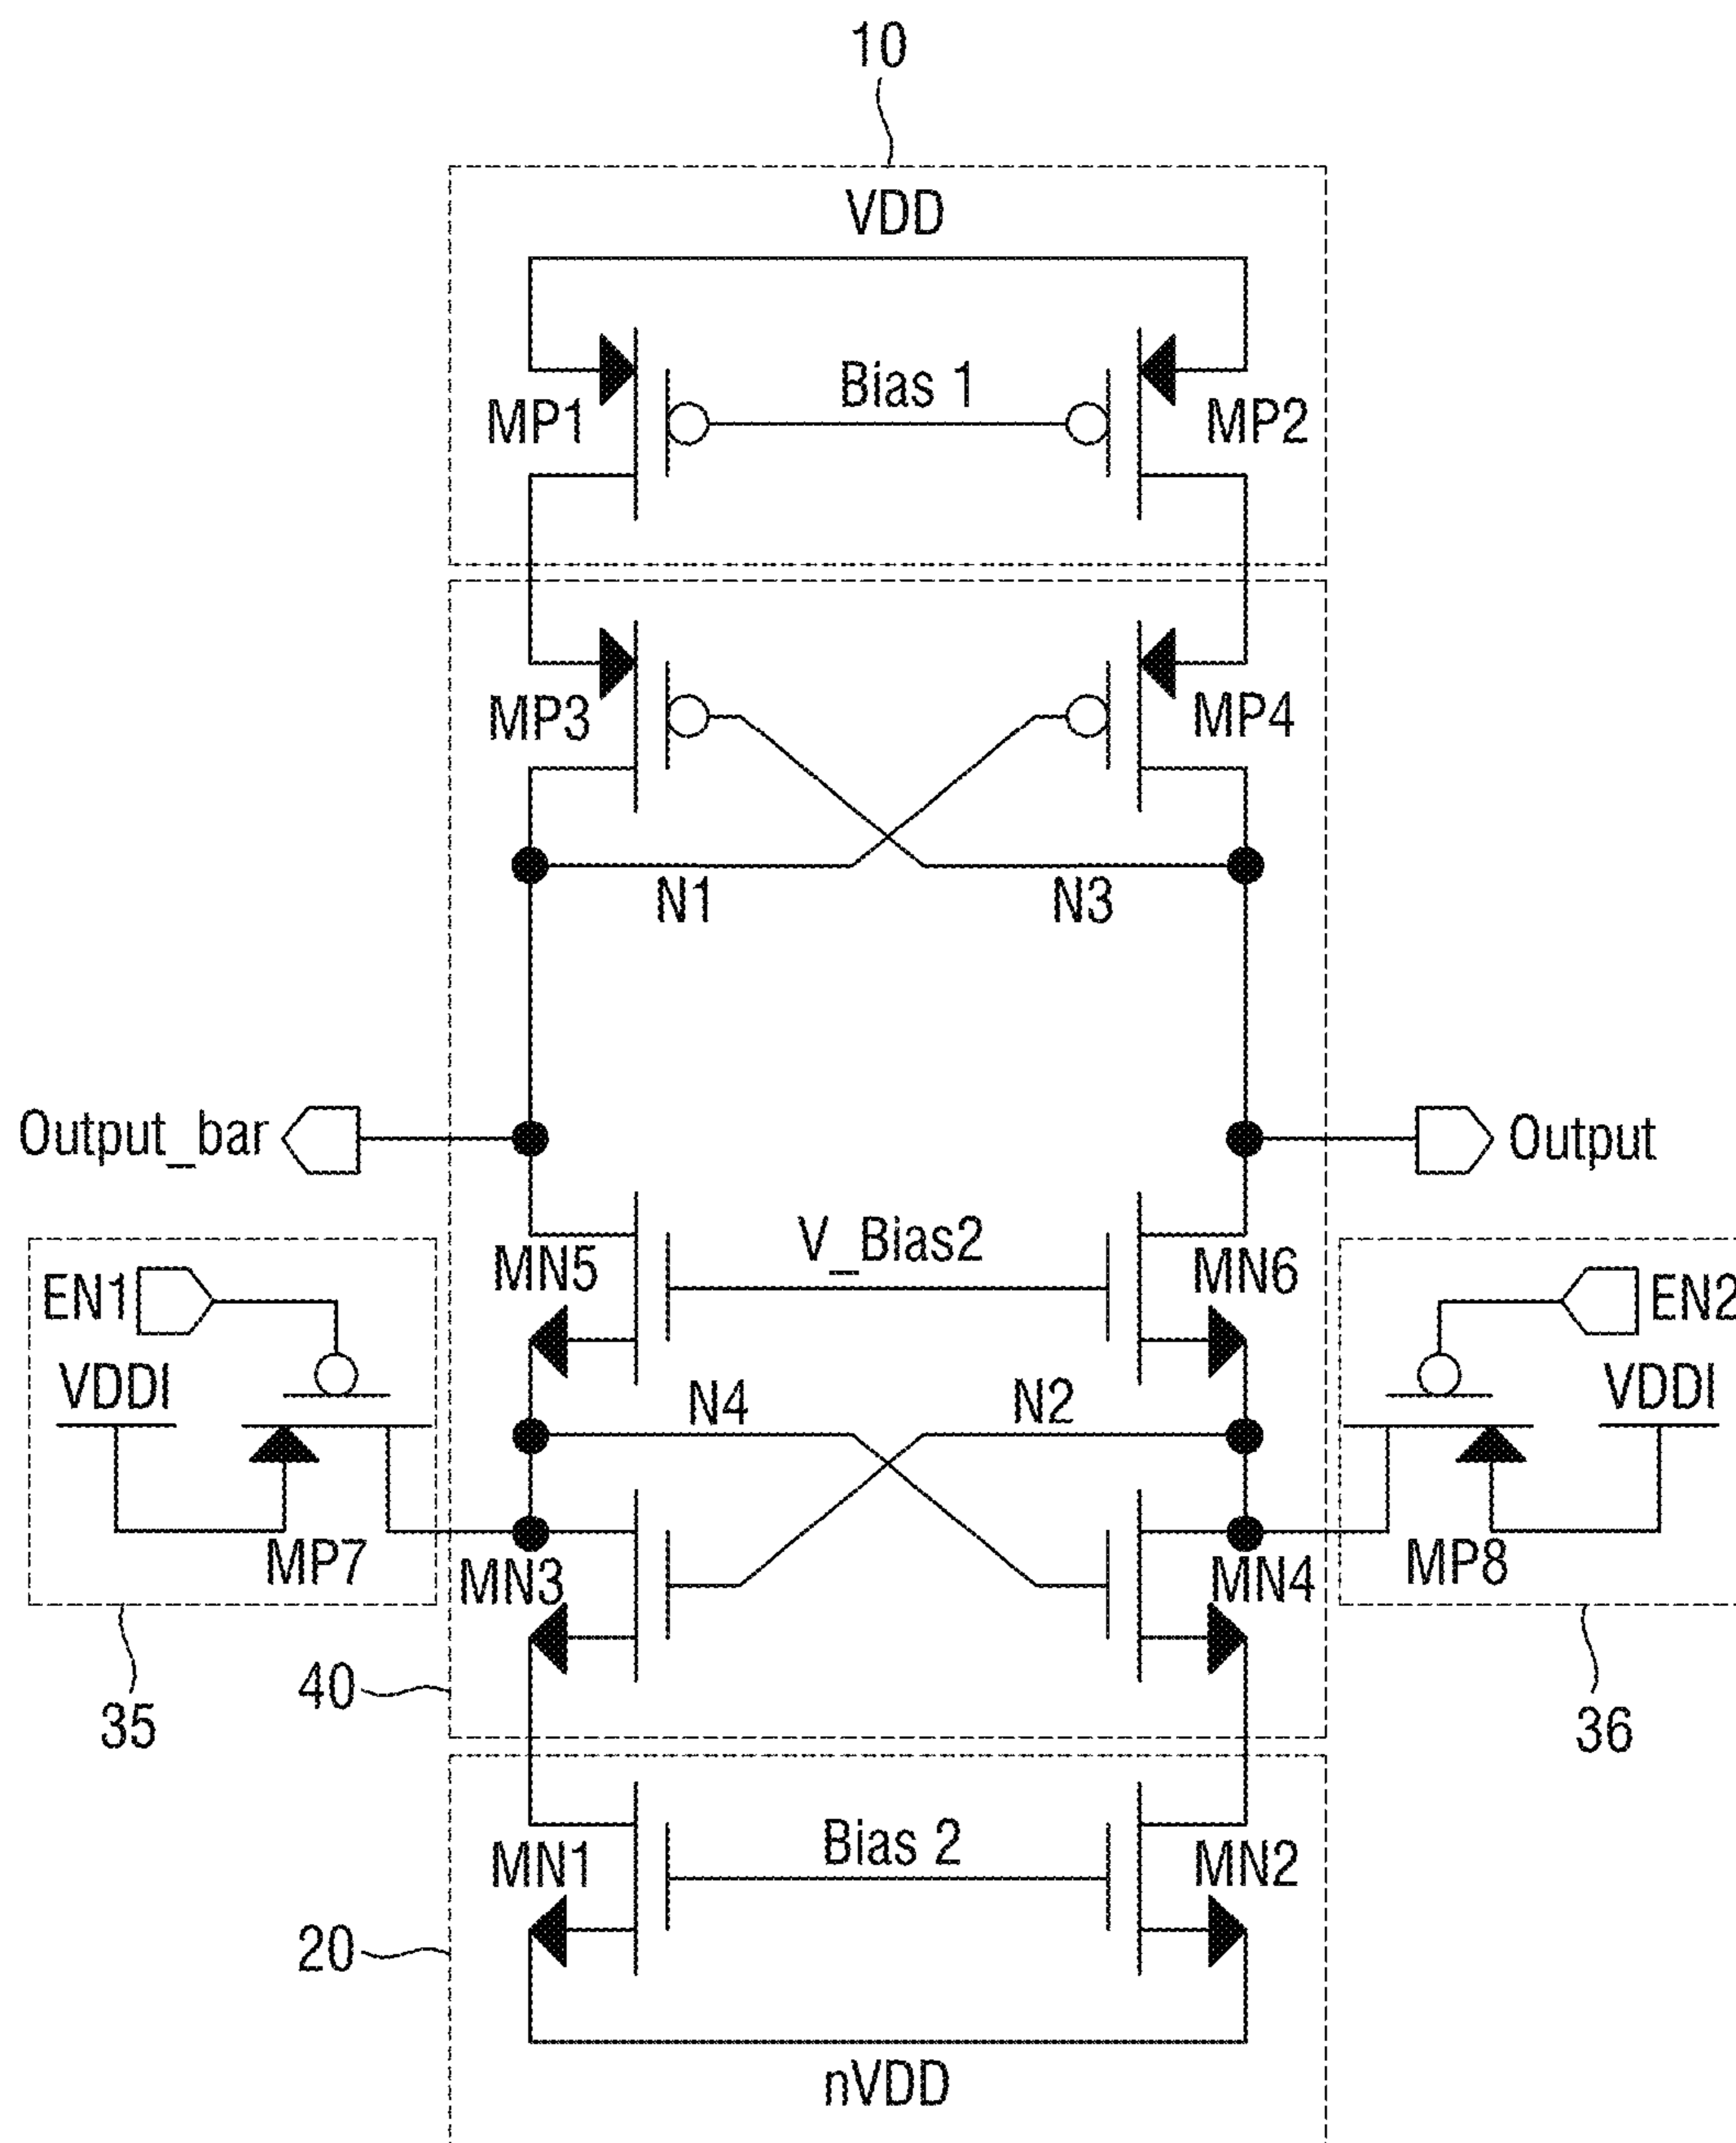 10
VDD
Bias 1
MP1
MP2
MP3
MP4
N1
N3
Output_bar
Output
V_Bias2
MN5
MN6
EN1
EN2
VDDI
VDDI
N4
N2
MP7
MN3
MN4
MP8
35
40
36
MN1
Bias 2
MN2
20
nVDD